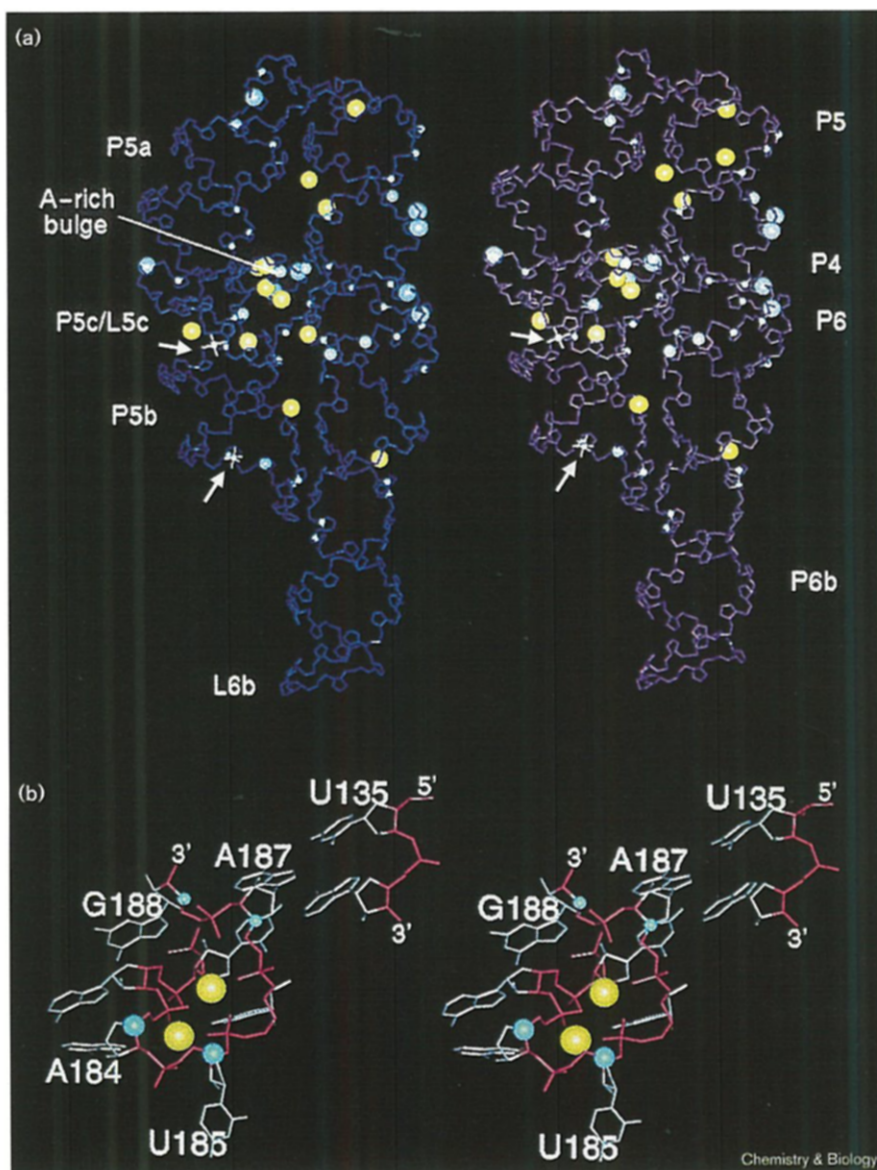 (a)
P5a
P5
A-rich
bulge
P4
P5c/L5c
P6
P5b
P6b
L6b
(b)
U135
5'
U135
5'
3'
A187
3'
A187
G188
G188
3'
3'
A184
U185
U185
Chemistry & Biology